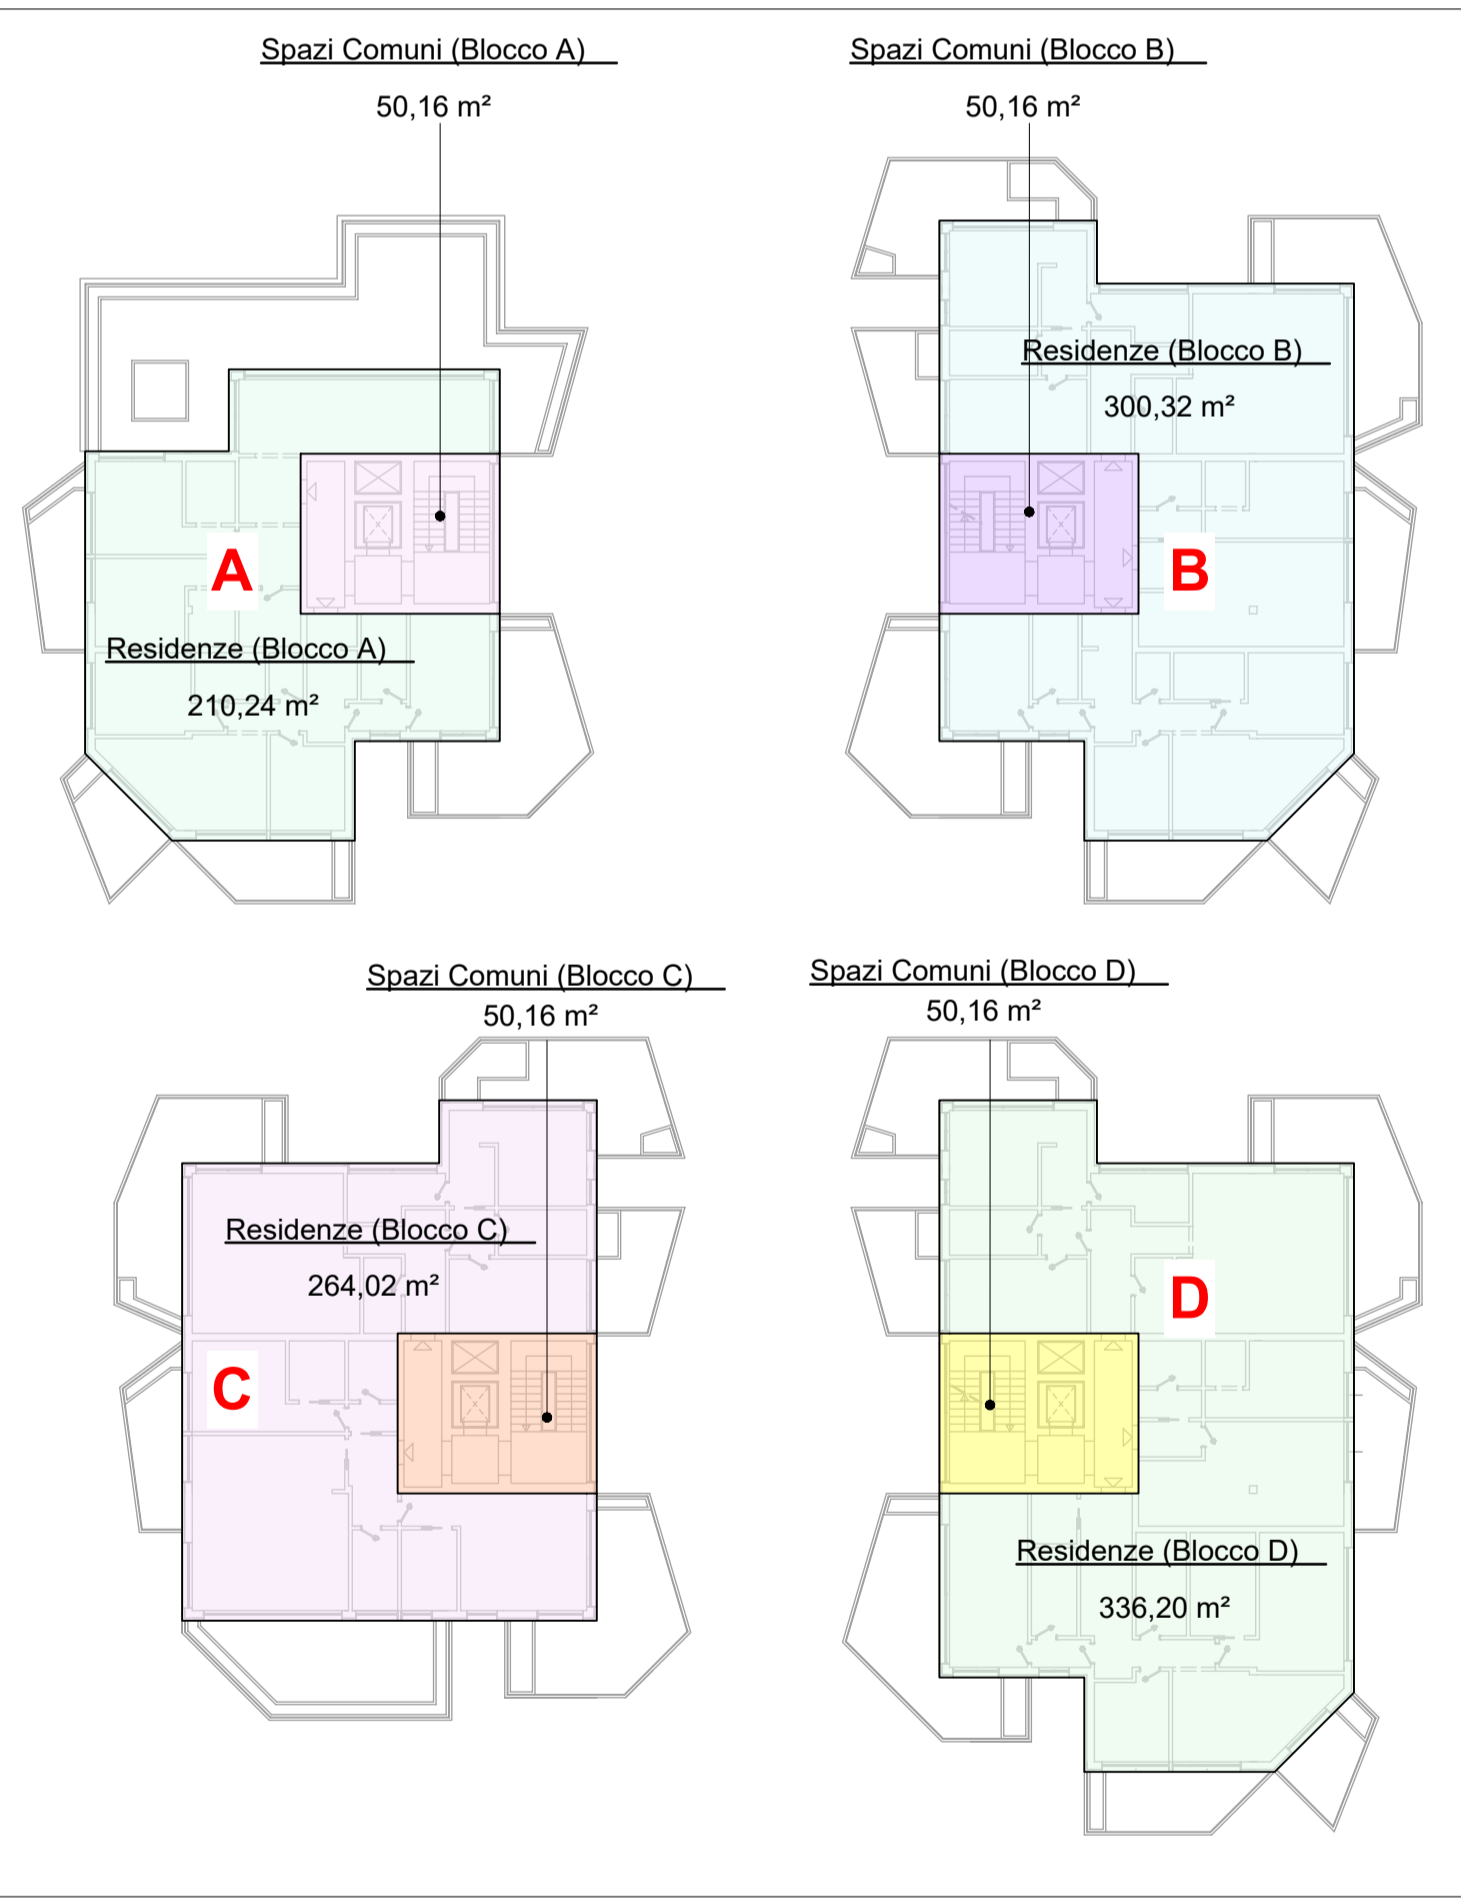 Spazi Comuni (Blocco A)
50,16 m²
Spazi Comuni (Blocco B)
50,16 m²
Residenze (Blocco B)
300,32 m²
A
B
Residenze (Blocco A)
210,24 m²
Spazi Comuni (Blocco C)
50,16 m²
Spazi Comuni (Blocco D)
50,16 m²
Residenze (Blocco C)
264,02 m²
D
C
Residenze (Blocco D)
336,20 m²